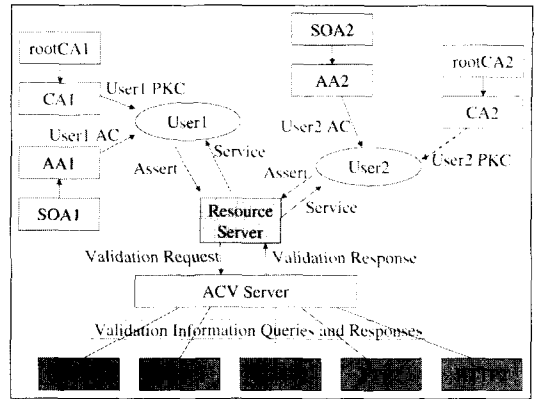 SOA2
rootCA1
rootCA2
AA2
CA1
User1 PKC
CA2
User1
User2 AC
User1 AC
AA1
Service
User2
User2 PKC
Assert
Assert
SOA1
Resource
Server
Service
Validation Request
Validation Response
ACV Server
Validation Information Queries and Responses